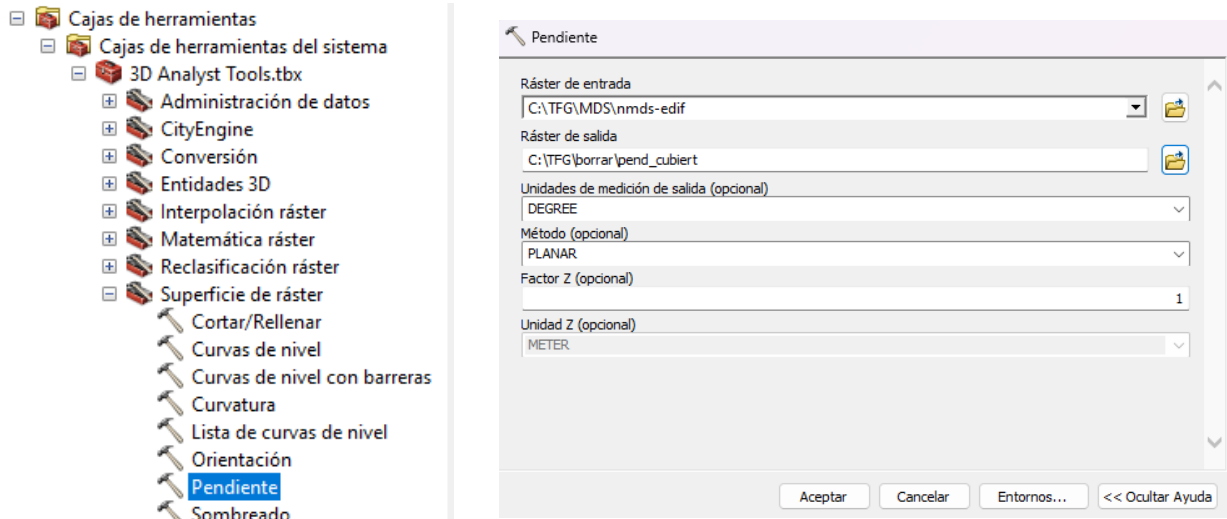 Cajas de herramientas
Cajas de herramientas del sistema
3D Analyst Tools.tbx
Administración de datos
CityEngine
Conversión
Entidades 3D
Interpolación ráster
Matemática ráster
Reclasificación ráster
Superficie de ráster
Cortar/Rellenar
Curvas de nivel
Curvas de nivel con barreras
Curvatura
Lista de curvas de nivel
Orientación
Pendiente
Sombreado
Pendiente
Ráster de entrada
C:\TFG\MDS\nmds-edif
Ráster de salida
C:\TFG\borrar\pend_cubiert
Unidades de medición de salida (opcional)
DEGREE
Método (opcional)
PLANAR
Factor Z (opcional)
1
Unidad Z (opcional)
METER
Aceptar
Cancelar
Entornos...
<< Ocultar Ayuda